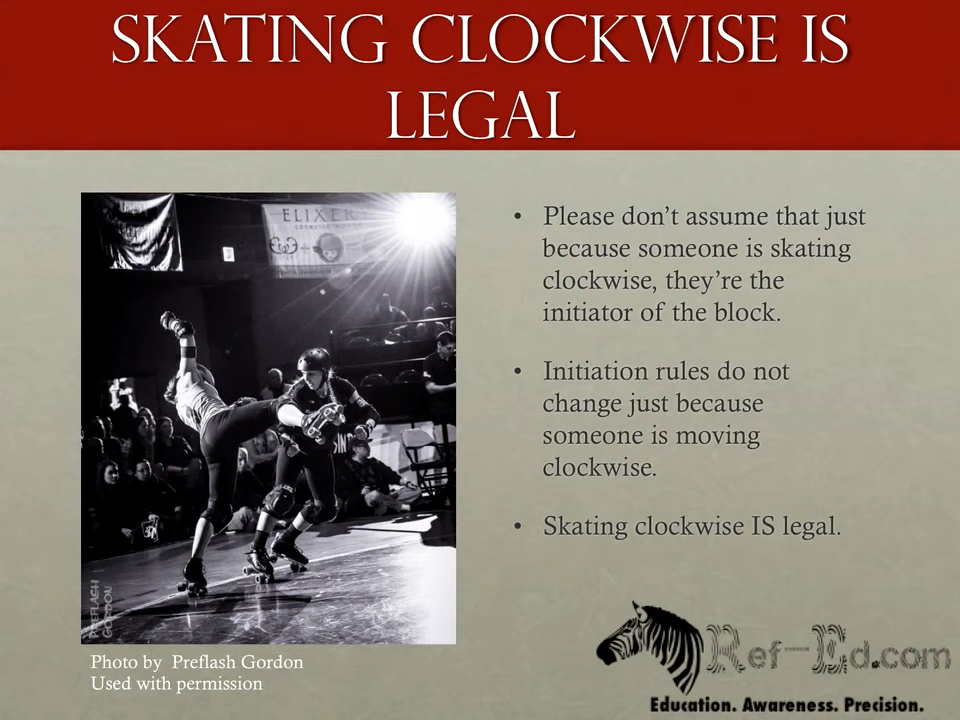 SKATING CLOCKWISE IS
LEGAL
ELIXER
• Please don't assume that just
because someone is skating
clockwise, they're the
initiator of the block.
• Initiation rules do not
change just because
someone is moving
clockwise.
• Skating clockwise IS legal.
PREFLASH
GORDON
Photo by Preflash Gordon
Used with permission
Ref-Ed.com
Education. Awareness. Precision.